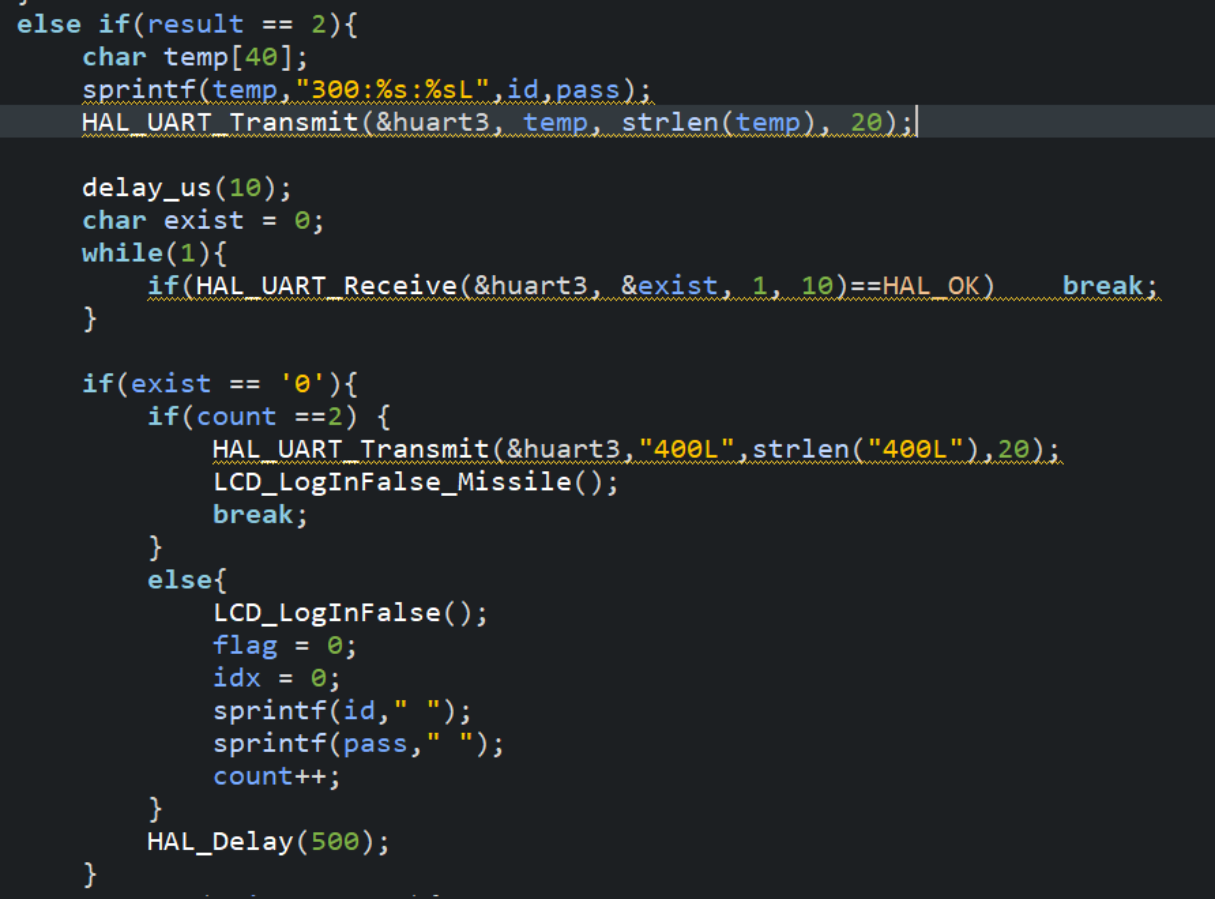 else if(result == 2){
    char temp[40];
    sprintf(temp,"300:%s:%sL",id,pass);
    HAL_UART_Transmit(&huart3, temp, strlen(temp), 20);

    delay_us(10);
    char exist = 0;
    while(1){
        if(HAL_UART_Receive(&huart3, &exist, 1, 10)==HAL_OK)    break;
    }

    if(exist == '0'){
        if(count ==2) {
            HAL_UART_Transmit(&huart3,"400L",strlen("400L"),20);
            LCD_LogInFalse_Missile();
            break;
        }
        else{
            LCD_LogInFalse();
            flag = 0;
            idx = 0;
            sprintf(id," ");
            sprintf(pass," ");
            count++;
        }
        HAL_Delay(500);
    }